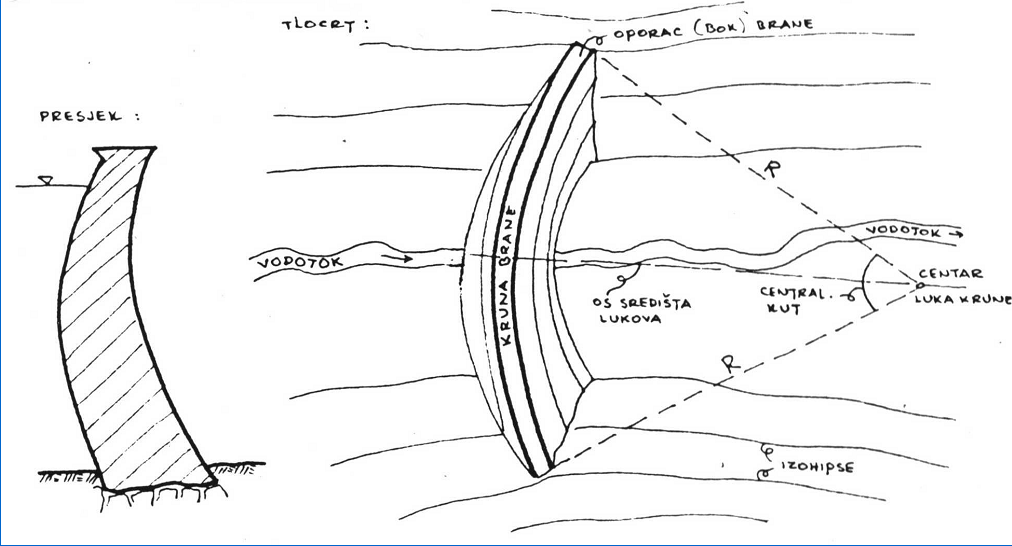 TLOCRT :
OPORAC (BOK) BRANE
PRESJEK :
R
KRUNA BRANE
VODOTOK
VODOTOK
OS SREDIŠTA
LUKOVA
CENTRAL.
KUT
CENTAR
LUKA KRUNE
R
IZOHIPSE